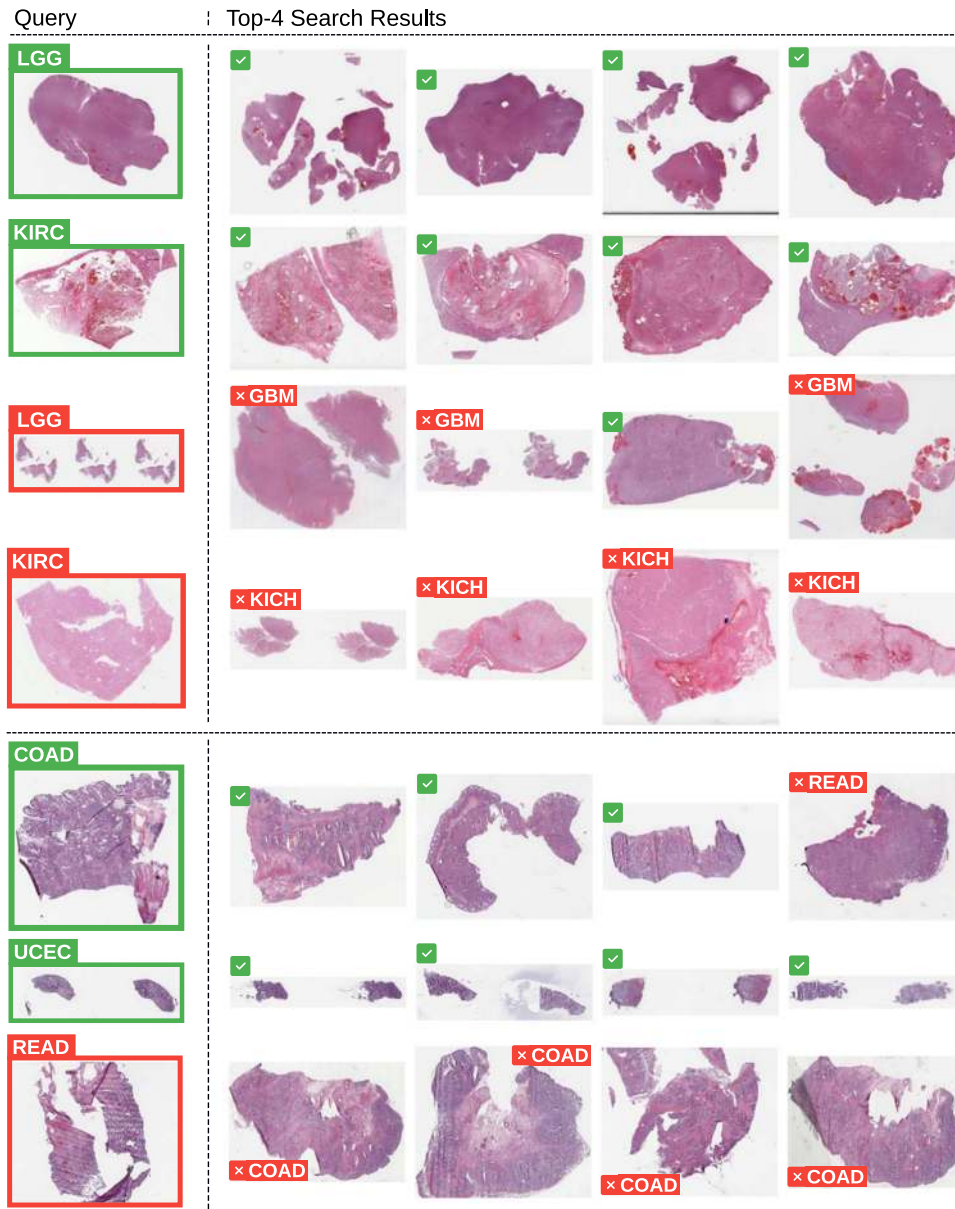 Query Top-4 Search Results
LGG
KIRC
LGG
× GBM
× GBM
× GBM
KIRC
× KICH
× KICH
× KICH
× KICH
COAD
× READ
UCEC
READ
× COAD
× COAD
× COAD
× COAD